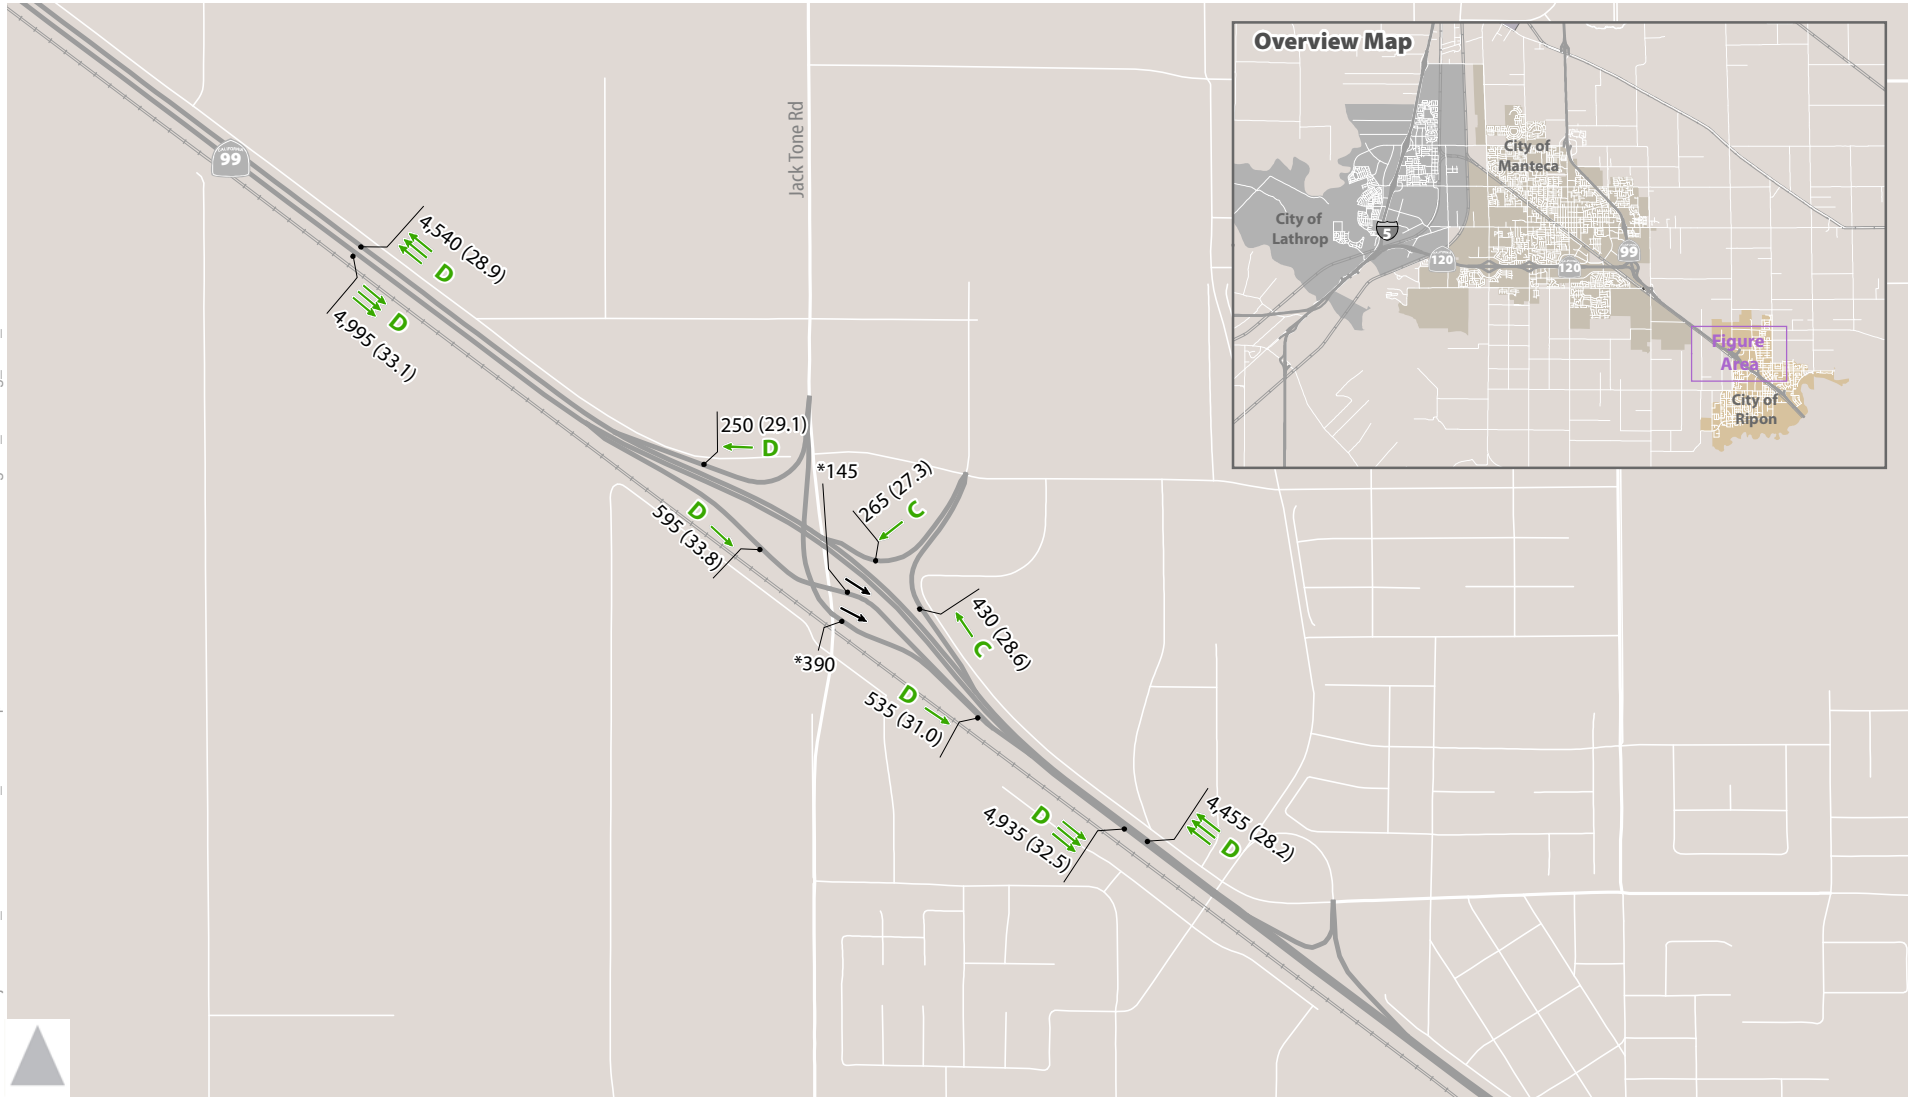 Overview Map
City of
Manteca
City of
Lathrop
5
120
120
99
Figure
Area
City of
Ripon
Jack Tone Rd
CALIFORNIA
99
4,540 (28.9)
D
D
4,995 (33.1)
250 (29.1)
D
*145
265 (27.3)
C
D
595 (33.8)
430 (28.6)
C
*390
D
535 (31.0)
D
4,935 (32.5)
4,455 (28.2)
D